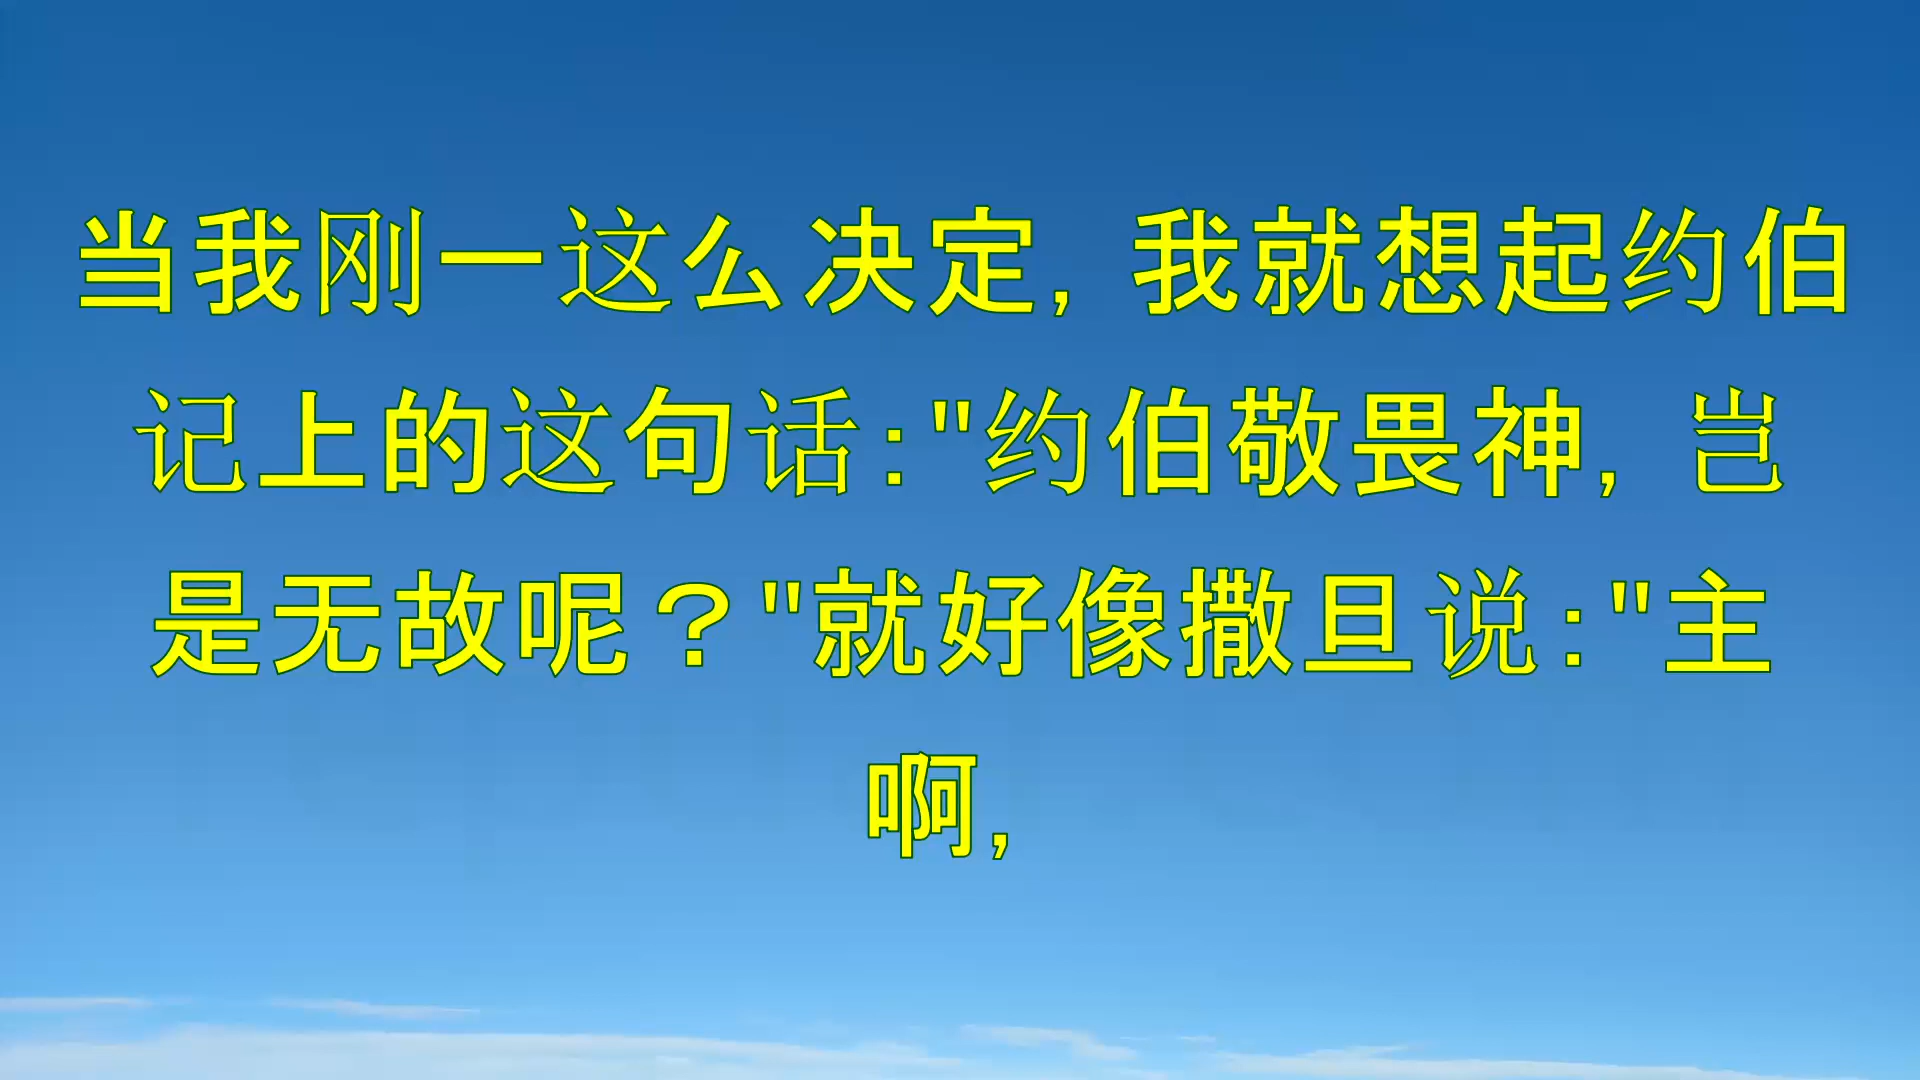 当我刚一这么决定, 我就想起约伯
记上的这句话:"约伯敬畏神, 岂
是无故呢？"就好像撒旦说:"主
啊,